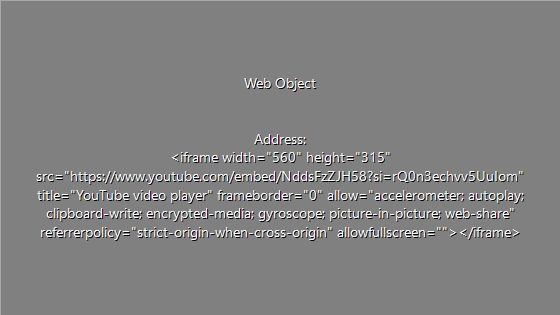 Web Object
Address:
<iframe width="560" height="315"
src="https://www.youtube.com/embed/NddsFzZJH58?si=rQ0n3echvv5UuIom"
title="YouTube video player" frameborder="0" allow="accelerometer; autoplay;
clipboard-write; encrypted-media; gyroscope; picture-in-picture; web-share"
referrerpolicy="strict-origin-when-cross-origin" allowfullscreen=""></iframe>